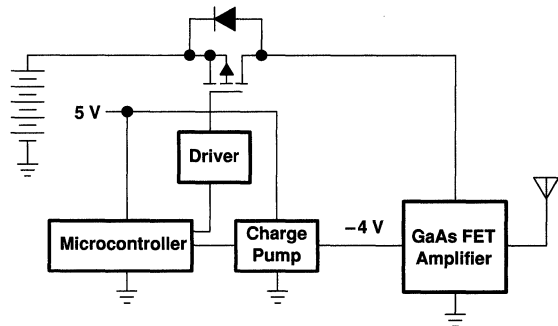 5 V
Driver
Microcontroller
Charge
Pump
−4 V
GaAs FET
Amplifier